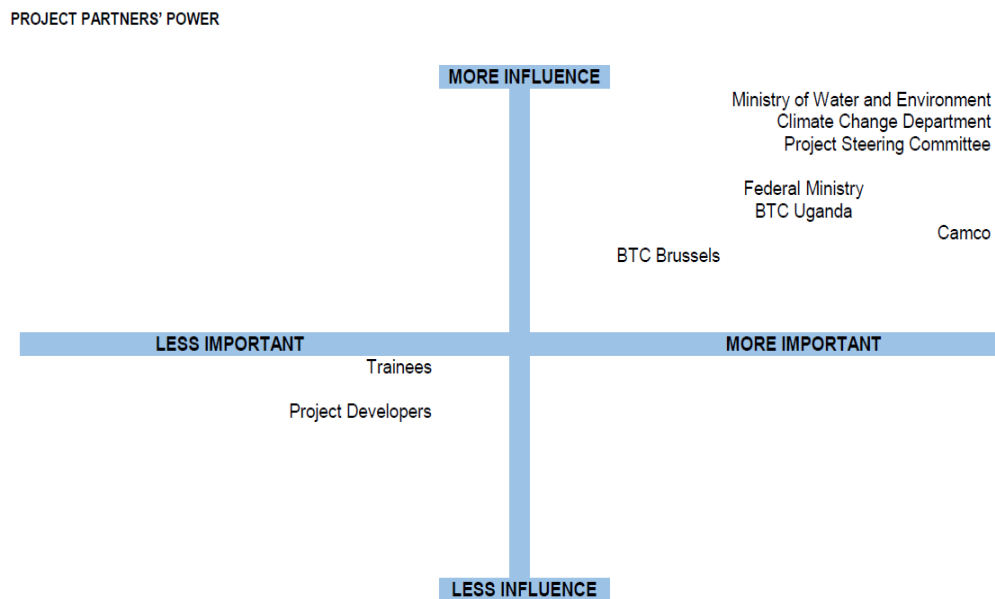 PROJECT PARTNERS' POWER
MORE INFLUENCE
Ministry of Water and Environment
Climate Change Department
Project Steering Committee
Federal Ministry
BTC Uganda
Camco
BTC Brussels
LESS IMPORTANT
MORE IMPORTANT
Trainees
Project Developers
LESS INFLUENCE